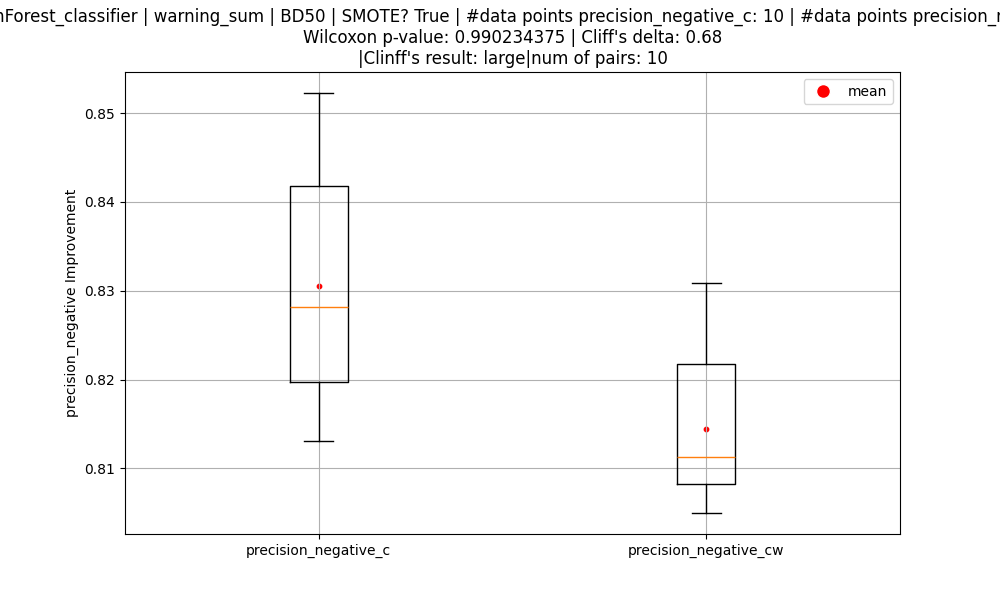 nForest_classifier | warning_sum | BD50 | SMOTE? True | #data points precision_negative_c: 10 | #data points precision_n
Wilcoxon p-value: 0.990234375 | Cliff's delta: 0.68
|Clinff's result: large|num of pairs: 10
mean
0.85
0.84
0.83
0.82
0.81
precision_negative Improvement
precision_negative_c
precision_negative_cw